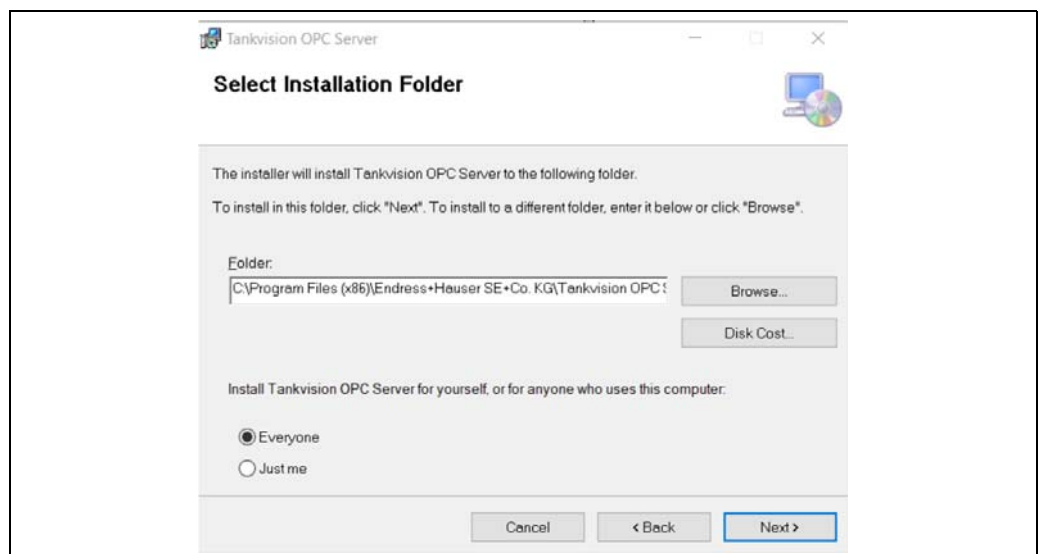 Tankvision OPC Server
Select Installation Folder
The installer will install Tankvision OPC Server to the following folder.
To install in this folder, click "Next". To install to a different folder, enter it below or click "Browse".
Folder:
C:\Program Files (x86)\Endress+Hauser SE+Co. KG\Tankvision OPC S
Browse...
Disk Cost...
Install Tankvision OPC Server for yourself, or for anyone who uses this computer:
Everyone
Just me
Cancel
< Back
Next >